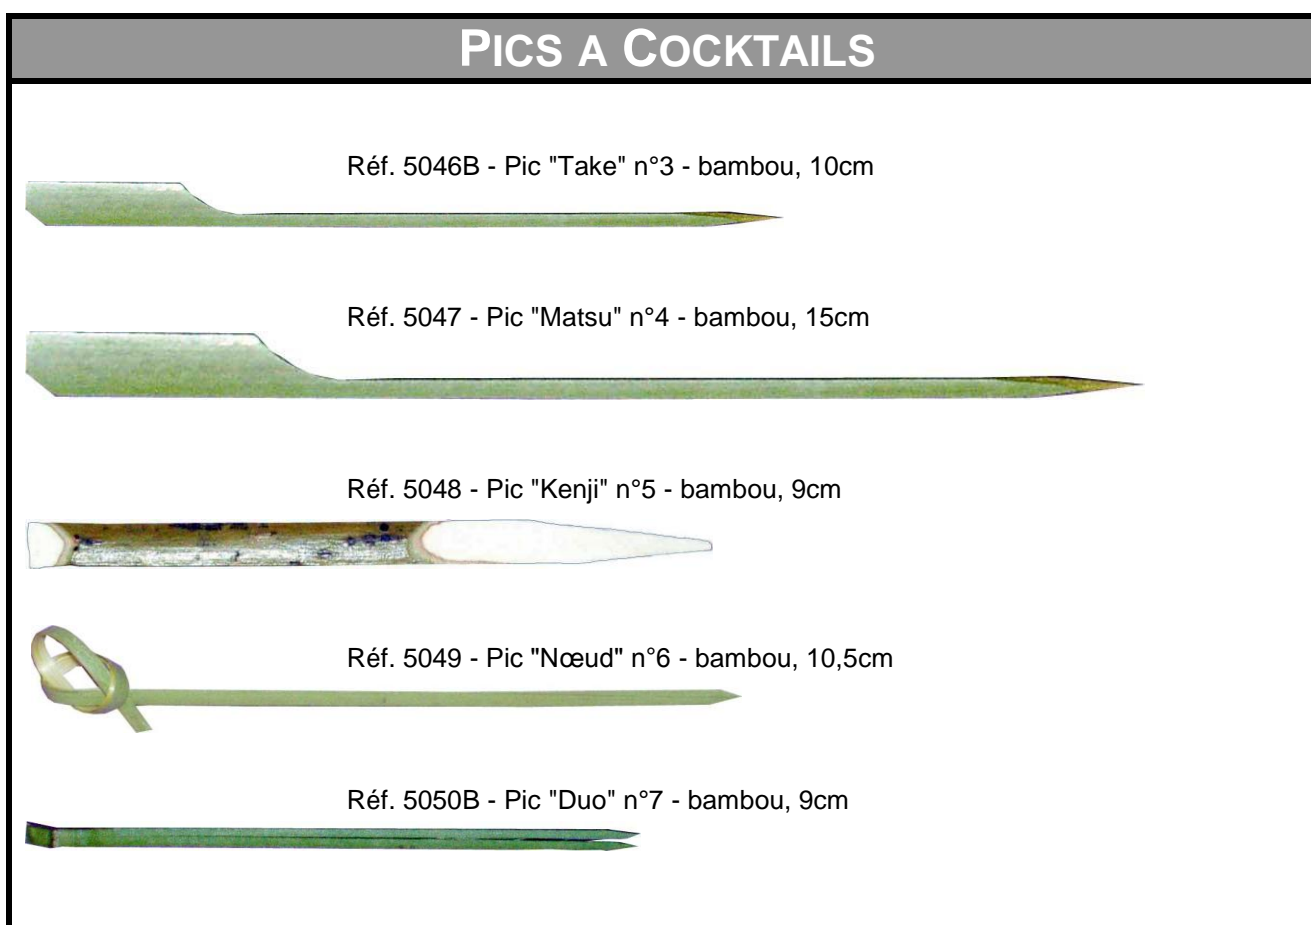 PICS A COCKTAILS
Réf. 5046B - Pic "Take" n°3 - bambou, 10cm
Réf. 5047 - Pic "Matsu" n°4 - bambou, 15cm
Réf. 5048 - Pic "Kenji" n°5 - bambou, 9cm
Réf. 5049 - Pic "Nœud" n°6 - bambou, 10,5cm
Réf. 5050B - Pic "Duo" n°7 - bambou, 9cm